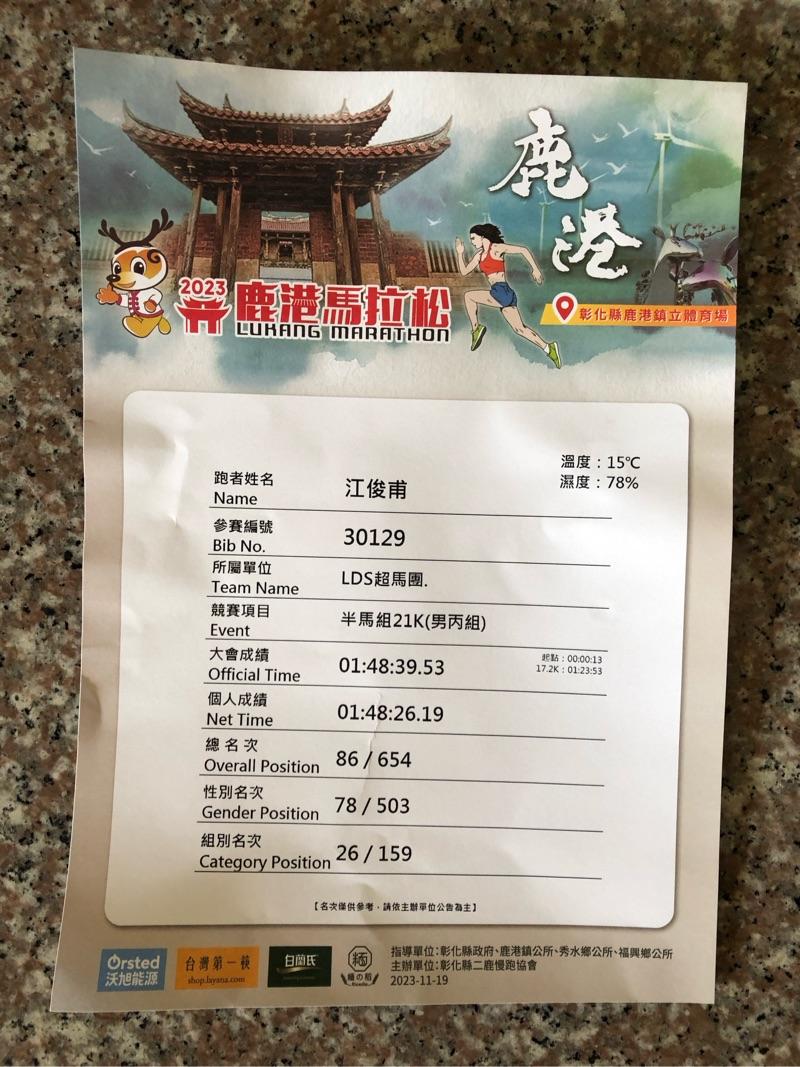 鹿港
2023
鹿港馬拉松
LUKANG MARATHON
彰化縣鹿港鎮立體育場
溫度：15℃
濕度：78%
跑者姓名
Name
江俊甫
參賽編號
Bib No.
30129
所屬單位
Team Name
LDS超馬團.
競賽項目
Event
半馬組21K(男丙組)
大會成績
Official Time
01:48:39.53
起點：00:00:13
17.2K：01:23:53
個人成績
Net Time
01:48:26.19
總名次
Overall Position
86 / 654
性別名次
Gender Position
78 / 503
組別名次
Category Position
26 / 159
【名次僅供參考，請依主辦單位公告為主】
Orsted
沃旭能源
台灣第一筷
shop.layana.com
白蘭氏
指導單位：彰化縣政府、鹿港鎮公所、秀水鄉公所、福興鄉公所
主辦單位：彰化縣二鹿慢跑協會
2023-11-19